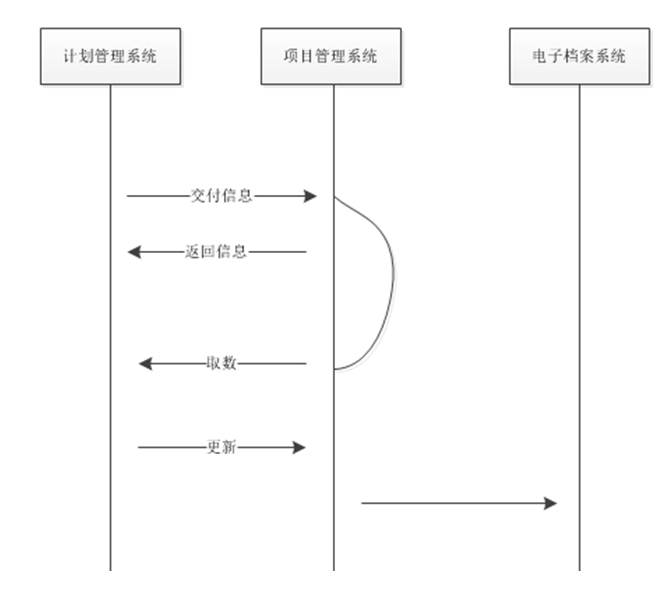 计划管理系统
项目管理系统
电子档案系统
交付信息
返回信息
取数
更新